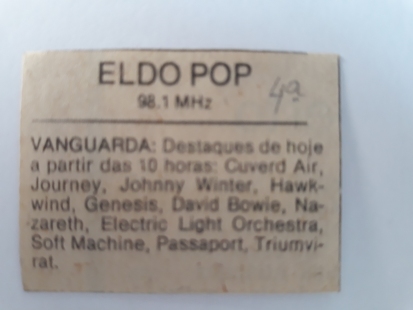 ELDO POP
98.1 MHz
4ª
VANGUARDA: Destaques de hoje
a partir das 10 horas: Cuverd Air,
Journey, Johnny Winter, Hawk-
wind, Genesis, David Bowie, Na-
zareth, Electric Light Orchestra,
Soft Machine, Passaport, Triumvi-
rat.